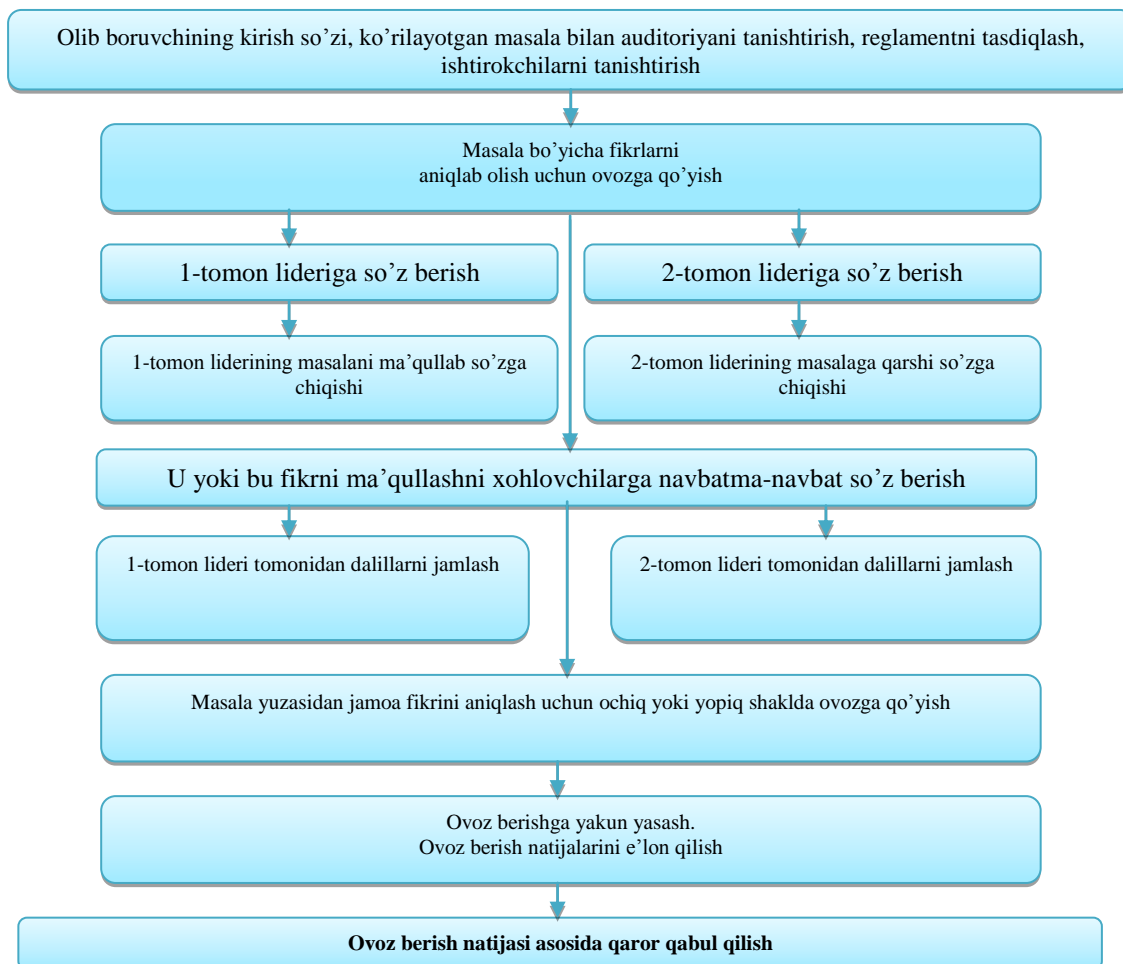 Olib boruvchining kirish so’zi, ko’rilayotgan masala bilan auditoriyani tanishtirish, reglamentni tasdiqlash,
ishtirokchilarni tanishtirish
Masala bo’yicha fikrlarni
aniqlab olish uchun ovozga qo’yish
1-tomon lideriga so’z berish
2-tomon lideriga so’z berish
1-tomon liderining masalani ma’qullab so’zga
chiqishi
2-tomon liderining masalaga qarshi so’zga
chiqishi
U yoki bu fikrni ma’qullashni xohlovchilarga navbatma-navbat so’z berish
1-tomon lideri tomonidan dalillarni jamlash
2-tomon lideri tomonidan dalillarni jamlash
Masala yuzasidan jamoa fikrini aniqlash uchun ochiq yoki yopiq shaklda ovozga qo’yish
Ovoz berishga yakun yasash.
Ovoz berish natijalarini e’lon qilish
Ovoz berish natijasi asosida qaror qabul qilish